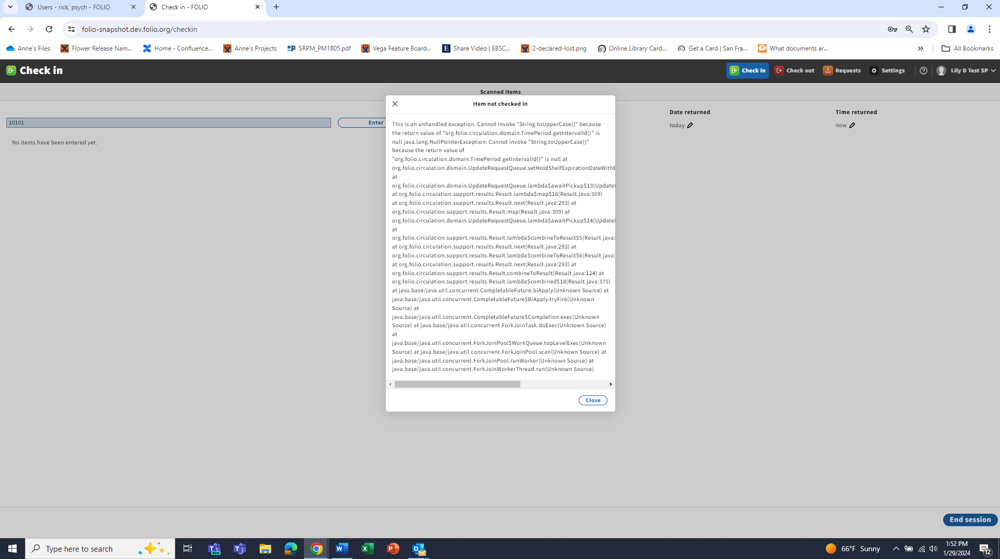 Users - rick, psych - FOLIO
Check in - FOLIO
folio-snapshot.dev.folio.org/checkin
Anne's Files
Flower Release Nam...
Home - Confluence...
Anne's Projects
SRPM_PM1805.pdf
Vega Feature Board...
E
Share Video | EBSC...
2-declared-lost.png
Online Library Card...
Get a Card | San Fra...
What documents ar...
All Bookmarks
Check in
Check in
Check out
Requests
Settings
Lily D Test SP
Scanned Items
10101
Enter
No items have been entered yet.
Date returned
today
Time returned
now
Item not checked in
This is an unhandled exception. Cannot invoke "String.toUpperCase()" because
the return value of "org.folio.circulation.domain.TimePeriod.getIntervalId()" is
null java.lang.NullPointerException: Cannot invoke "String.toUpperCase()"
because the return value of
"org.folio.circulation.domain.TimePeriod.getIntervalId()" is null at
org.folio.circulation.domain.UpdateRequestQueue.setHoldShelfExpirationDateWithE
at
org.folio.circulation.domain.UpdateRequestQueue.lambda$awaitPickup$13(Update
at org.folio.circulation.support.results.Result.lambda$map$16(Result.java:309)
at org.folio.circulation.support.results.Result.next(Result.java:293) at
org.folio.circulation.support.results.Result.map(Result.java:309) at
org.folio.circulation.domain.UpdateRequestQueue.lambda$awaitPickup$14(Update
at
org.folio.circulation.support.results.Result.lambda$combineToResult$5(Result.java:
at org.folio.circulation.support.results.Result.next(Result.java:293) at
org.folio.circulation.support.results.Result.lambda$combineToResult$6(Result.java:
at org.folio.circulation.support.results.Result.next(Result.java:293) at
org.folio.circulation.support.results.Result.combineToResult(Result.java:124) at
org.folio.circulation.support.results.Result.lambda$combined$18(Result.java:375)
at java.base/java.util.concurrent.CompletableFuture.biApply(Unknown Source) at
java.base/java.util.concurrent.CompletableFuture$BiApply.tryFire(Unknown
Source) at
java.base/java.util.concurrent.CompletableFuture$Completion.exec(Unknown
Source) at java.base/java.util.concurrent.ForkJoinTask.doExec(Unknown Source)
at
java.base/java.util.concurrent.ForkJoinPool$WorkQueue.topLevelExec(Unknown
Source) at java.base/java.util.concurrent.ForkJoinPool.scan(Unknown Source) at
java.base/java.util.concurrent.ForkJoinPool.runWorker(Unknown Source) at
java.base/java.util.concurrent.ForkJoinWorkerThread.run(Unknown Source)
Close
End session
Type here to search
NEW
66°F Sunny
1:52 PM
1/29/2024
12